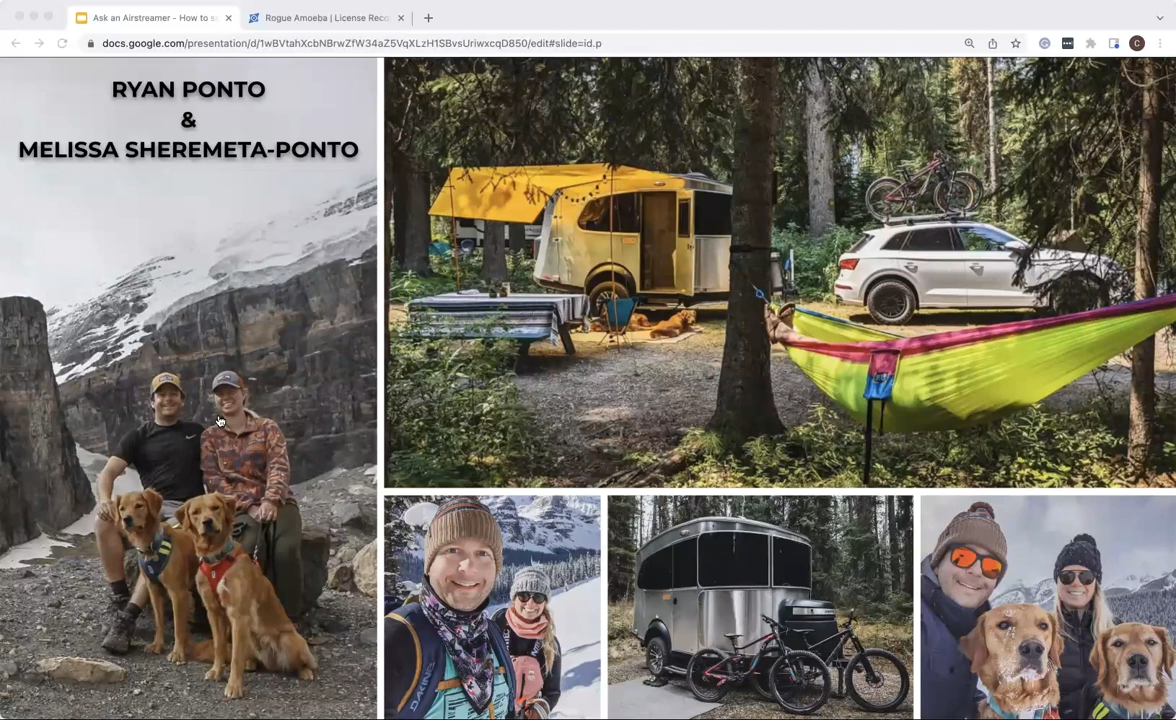 Ask an Airstreamer - How to s
Rogue Amoeba | License Reco
docs.google.com/presentation/d/1wBVtahXcbNBrwZfW34aZ5VqXLzH1SBvsUriwxcqD850/edit#slide=id.p
C
RYAN PONTO
&
MELISSA SHEREMETA-PONTO
DAKINE